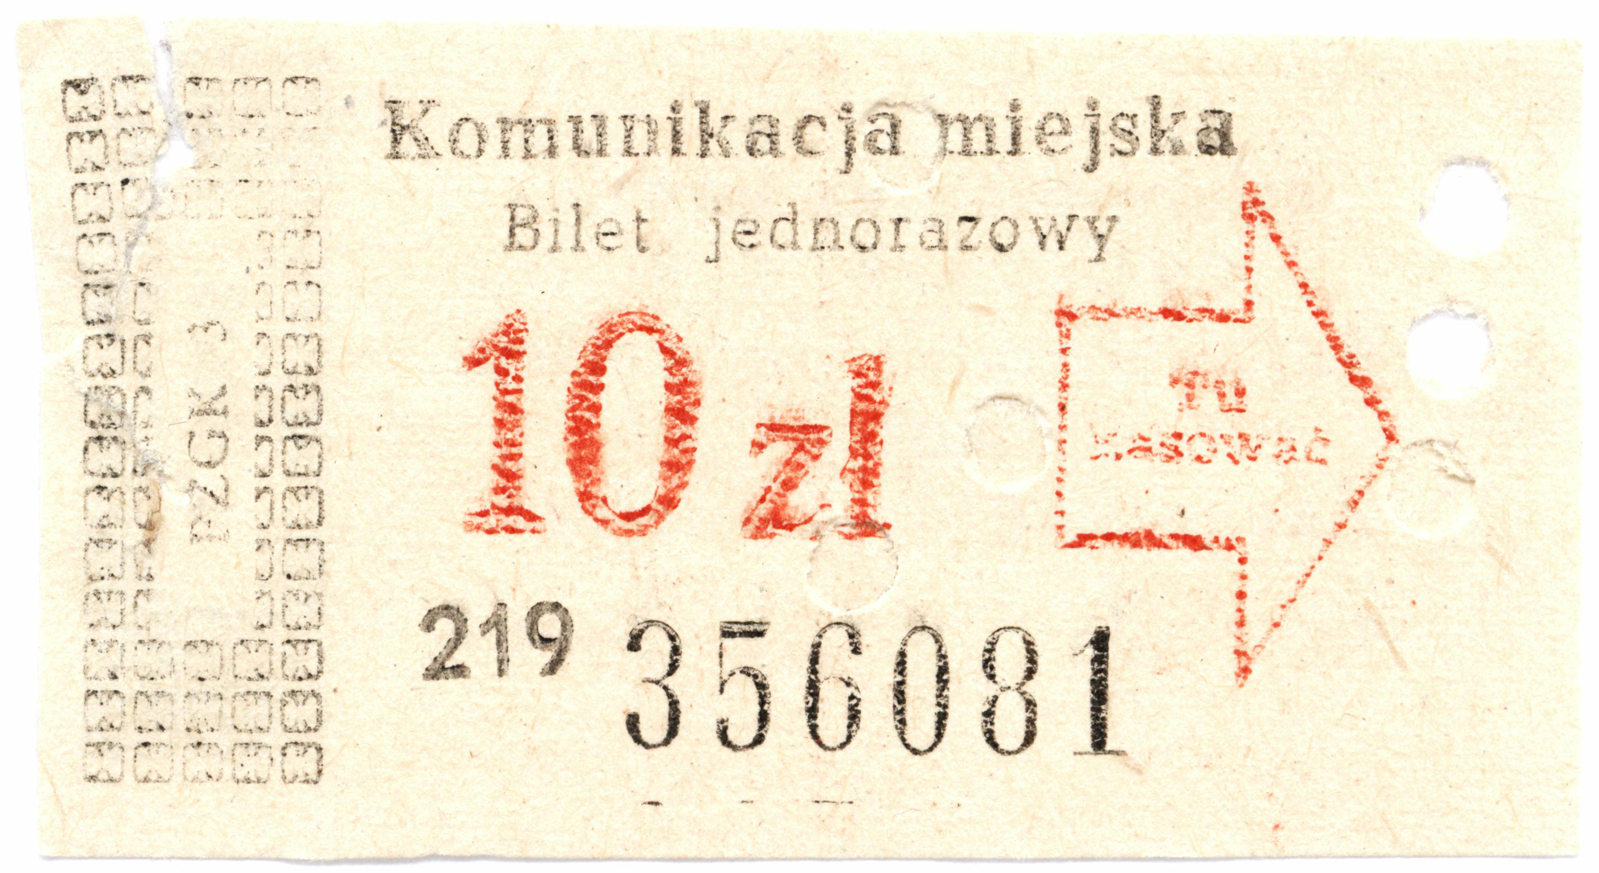 Komunikacja miejska
Bilet jednorazowy
10 zł
Tu
kasować
219 356081
PZGK 3